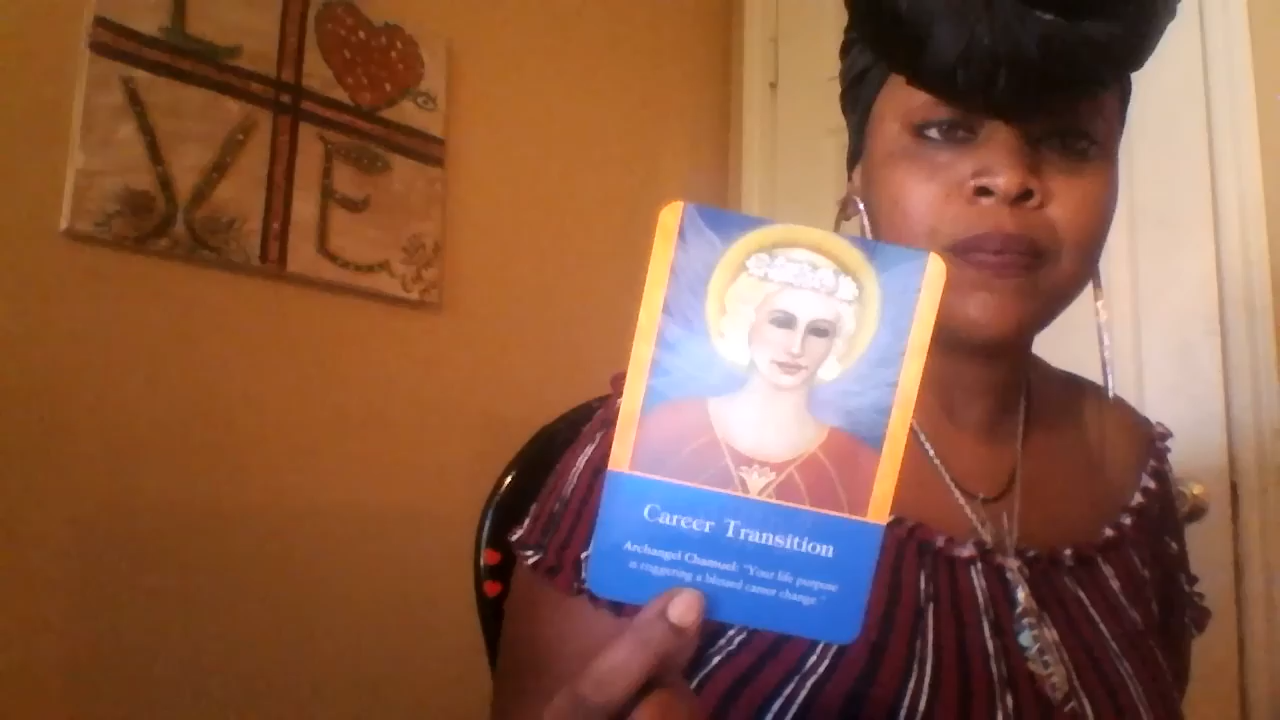 L
V E
Career Transition
Archangel Chamuel: "Your life purpose
is triggering a blessed career change."